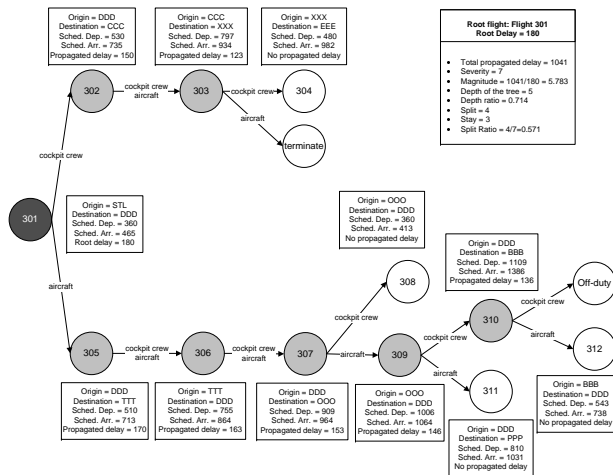 Origin = DDD
Destination = CCC
Sched. Dep. = 530
Sched. Arr. = 735
Propagated delay = 150
Origin = CCC
Destination = XXX
Sched. Dep. = 797
Sched. Arr. = 934
Propagated delay = 123
Origin = XXX
Destination = EEE
Sched. Dep. = 480
Sched. Arr. = 982
No propagated delay
Root flight: Flight 301
Root Delay = 180
• Total propagated delay = 1041
• Severity = 7
• Magnitude = 1041/180 = 5.783
• Depth of the tree = 5
• Depth ratio = 0.714
• Split = 4
• Stay = 3
• Split Ratio = 4/7=0.571
302
cockpit crew
aircraft
303
cockpit crew
304
aircraft
terminate
cockpit crew
301
Origin = STL
Destination = DDD
Sched. Dep. = 360
Sched. Arr. = 465
Root delay = 180
aircraft
Origin = OOO
Destination = DDD
Sched. Dep. = 360
Sched. Arr. = 413
No propagated delay
308
Origin = DDD
Destination = BBB
Sched. Dep. = 1109
Sched. Arr. = 1386
Propagated delay = 136
Off-duty
cockpit crew
310
cockpit crew
aircraft
312
305
cockpit crew
aircraft
306
cockpit crew
aircraft
307
cockpit crew
aircraft
309
cockpit crew
aircraft
311
Origin = DDD
Destination = TTT
Sched. Dep. = 510
Sched. Arr. = 713
Propagated delay = 170
Origin = TTT
Destination = DDD
Sched. Dep. = 755
Sched. Arr. = 864
Propagated delay = 163
Origin = DDD
Destination = OOO
Sched. Dep. = 909
Sched. Arr. = 964
Propagated delay = 153
Origin = OOO
Destination = DDD
Sched. Dep. = 1006
Sched. Arr. = 1064
Propagated delay = 146
Origin = DDD
Destination = PPP
Sched. Dep. = 810
Sched. Arr. = 1031
No propagated delay
Origin = BBB
Destination = DDD
Sched. Dep. = 543
Sched. Arr. = 738
No propagated delay